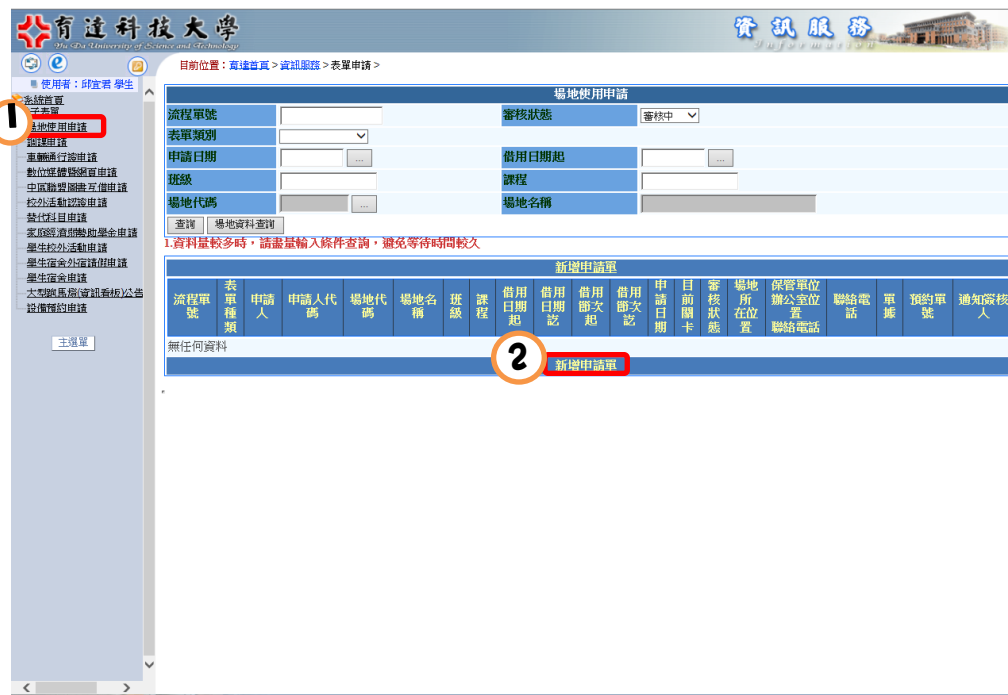 育達科技大學
Yu Da University of Science and Technology
資訊服務
Information
目前位置：育達首頁>資訊服務>表單申請>
使用者：邱宜君 學生
系統首頁
子表單
1
場地使用申請
調課申請
車輛通行證申請
數位媒體暨網頁申請
中區聯盟圖書互借申請
校外活動認證申請
替代科目申請
家庭經濟弱勢助學金申請
學生校外活動申請
學生宿舍外宿請假申請
學生宿舍申請
大型跑馬燈(資訊看板)公告
設備預約申請
主選單
場地使用申請
流程單號 審核狀態 審核中
表單類別
申請日期 ... 借用日期起 ...
班級 課程
場地代碼 ... 場地名稱
查詢 場地資料查詢
1.資料量較多時，請盡量輸入條件查詢，避免等待時間較久
新增申請單
流程單號 表單種類 申請人 申請人代碼 場地代碼 場地名稱 班級 課程 借用日期起 借用日期訖 借用節次起 借用節次訖 申請日期 目前關卡 審核狀態 場地所在位置 保管單位辦公室位置聯絡電話 聯絡電話 單據 預約單號 通知簽核人
無任何資料
2
新增申請單